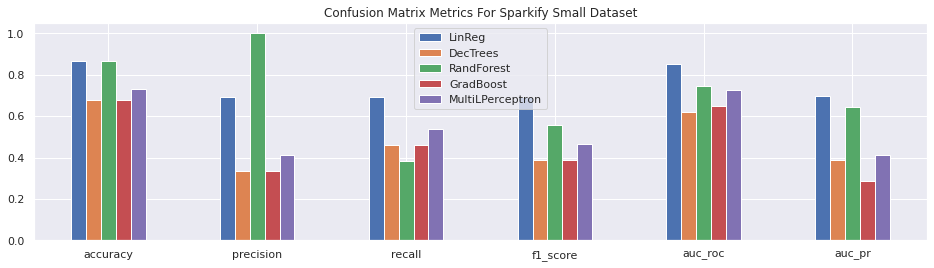 Confusion Matrix Metrics For Sparkify Small Dataset
1.0
0.8
0.6
0.4
0.2
0.0
LinReg
DecTrees
RandForest
GradBoost
MultiLPerceptron
accuracy precision recall f1_score auc_roc auc_pr